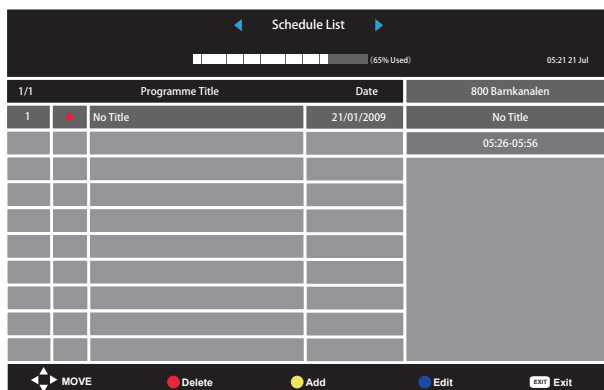 Schedule List
(65% Used)
05:21 21 Jul
1/1 Programme Title Date 800 Barnkanalen
1 No Title 21/01/2009 No Title
05:26-05:56
MOVE Delete Add Edit EXIT Exit